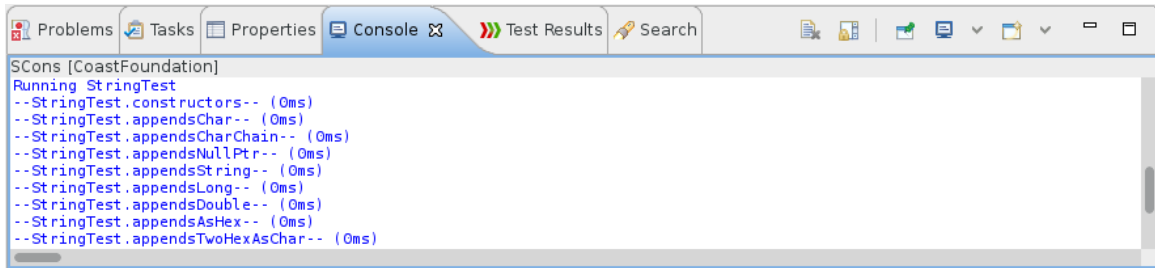 Problems Tasks Properties Console Test Results Search
SCons [CoastFoundation]
Running StringTest
--StringTest.constructors-- (0ms)
--StringTest.appendsChar-- (0ms)
--StringTest.appendsCharChain-- (0ms)
--StringTest.appendsNullPtr-- (0ms)
--StringTest.appendsString-- (0ms)
--StringTest.appendsLong-- (0ms)
--StringTest.appendsDouble-- (0ms)
--StringTest.appendsAsHex-- (0ms)
--StringTest.appendsTwoHexAsChar-- (0ms)